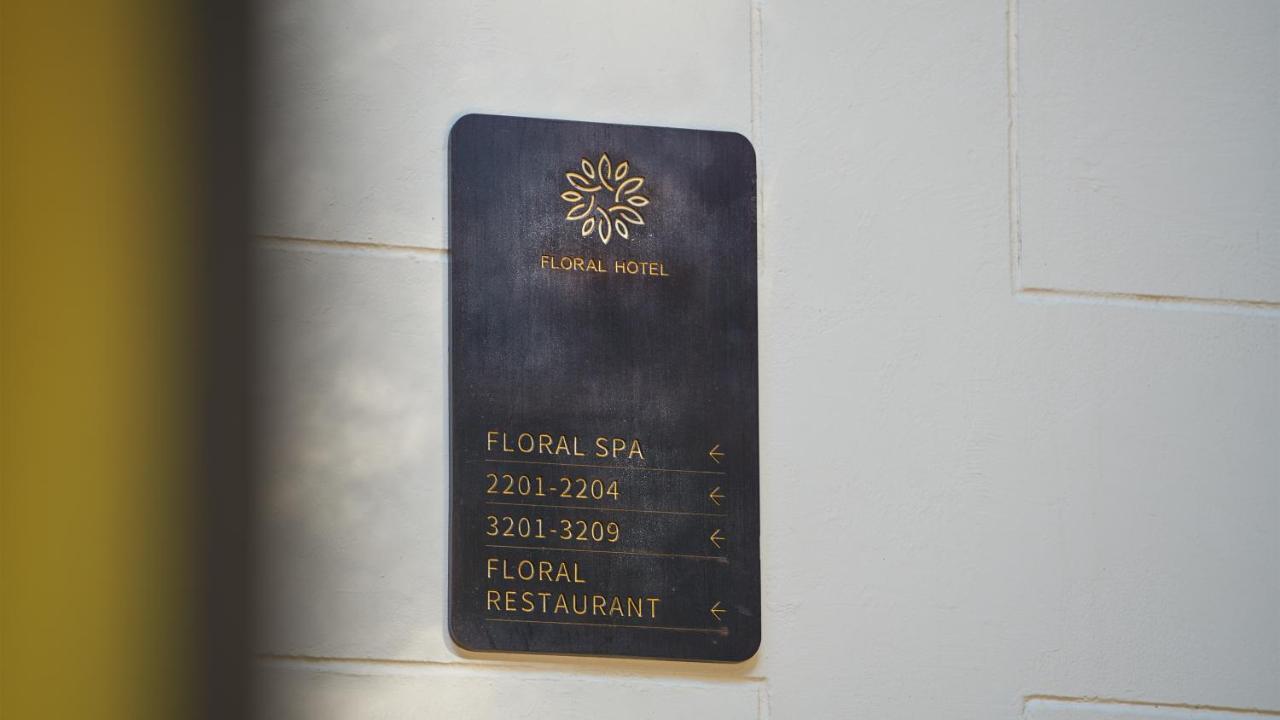 FLORAL HOTEL
FLORAL SPA ←
2201-2204 ←
3201-3209 ←
FLORAL
RESTAURANT ←